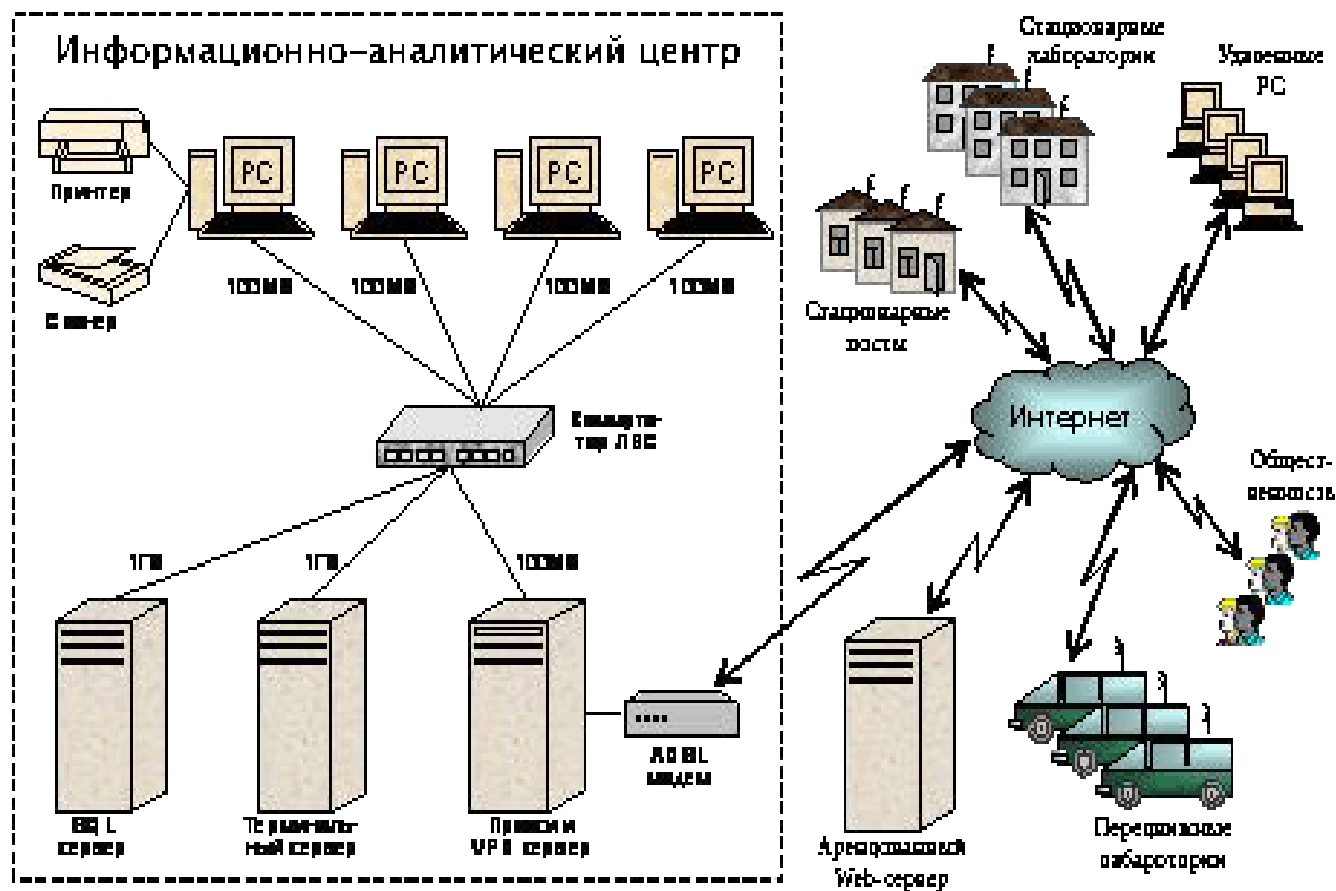 Информационно-аналитический центр
Стационарные
лаборатории
Удаленные
PC
Принтер
PC
PC
PC
PC
Сканер
100Мб
100Мб
100Мб
100Мб
Стационарные
посты
Коммута-
тор ЛВС
Интернет
Общест-
венность
1Гб
1Гб
100Мб
ADSL
модем
SQL
сервер
Терминаль-
ный сервер
Прокси и
VPN сервер
Арендованный
Web-сервер
Передвижные
лабаротории